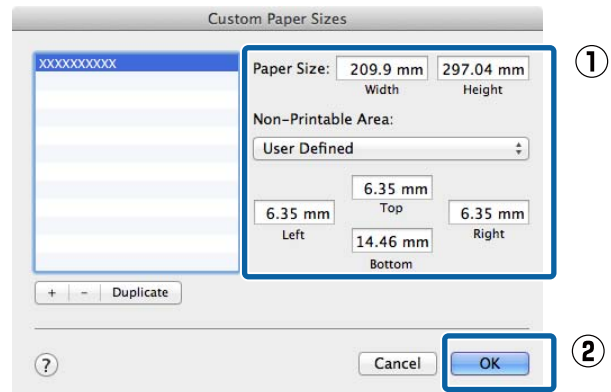 Custom Paper Sizes
XXXXXXXXXX
Paper Size: 209.9 mm 297.04 mm
Width Height
①
Non-Printable Area:
User Defined
6.35 mm
Top
6.35 mm 6.35 mm
Left Right
14.46 mm
Bottom
+ - Duplicate
? Cancel OK
②